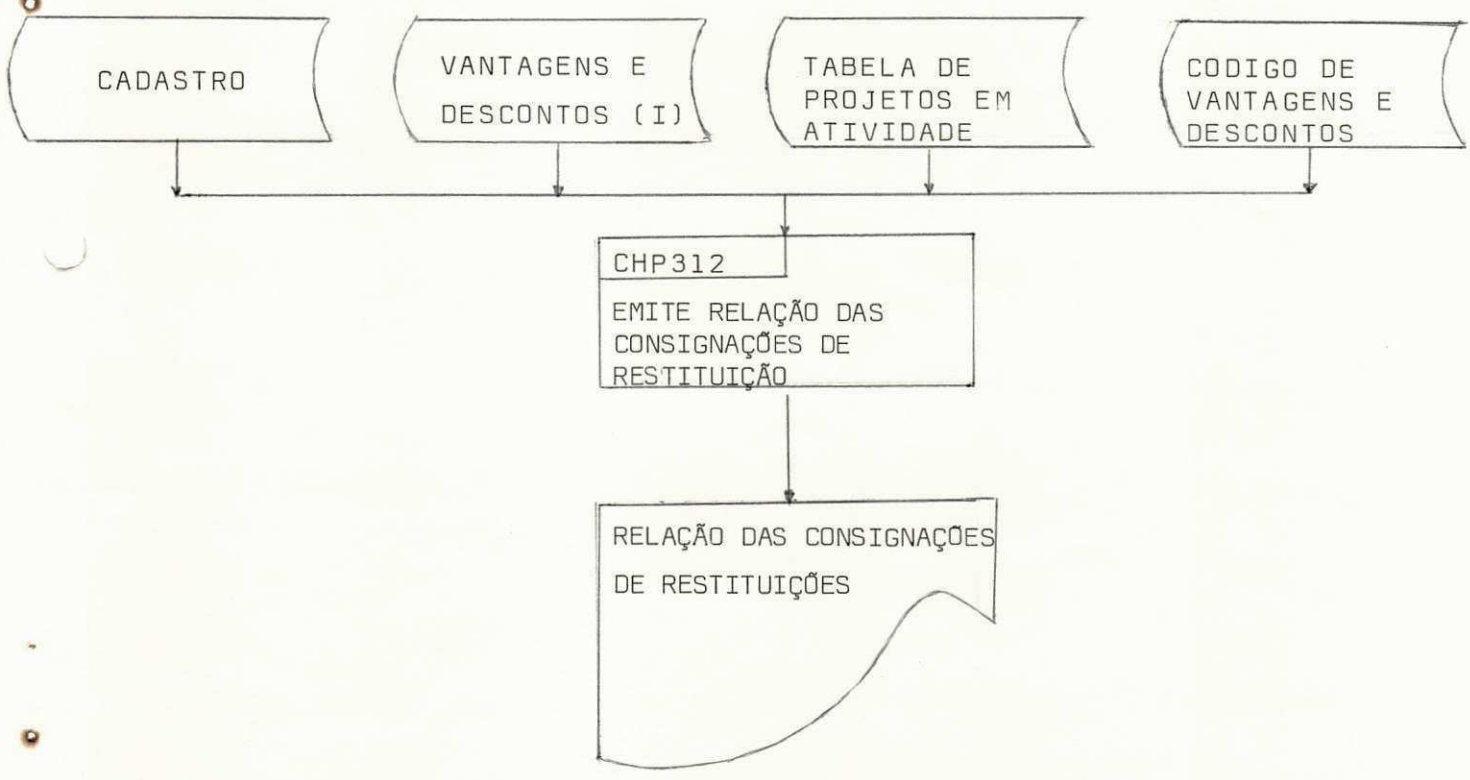 CADASTRO
VANTAGENS E
DESCONTOS (I)
TABELA DE
PROJETOS EM
ATIVIDADE
CODIGO DE
VANTAGENS E
DESCONTOS
CHP312
EMITE RELAÇÃO DAS
CONSIGNAÇÕES DE
RESTITUIÇÃO
RELAÇÃO DAS CONSIGNAÇÕES
DE RESTITUIÇÕES